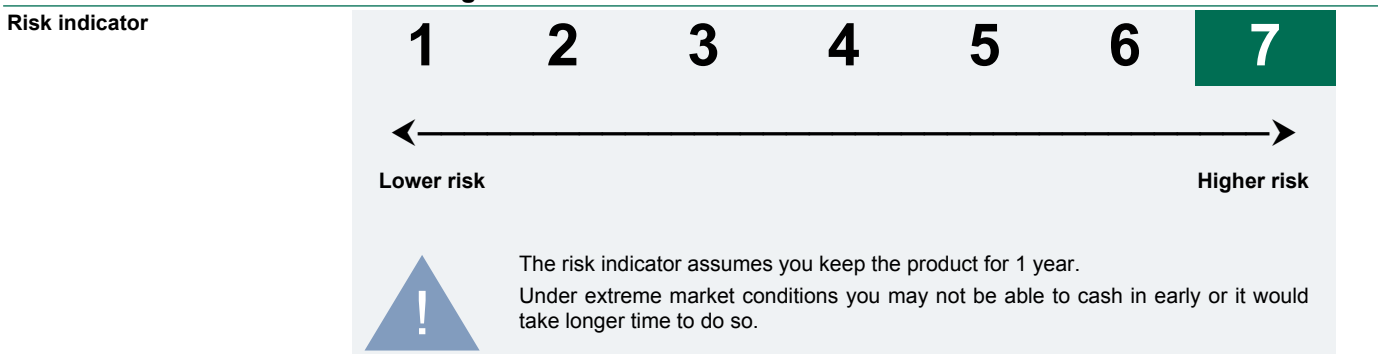 Risk indicator
1 2 3 4 5 6 7
Lower risk Higher risk
!
The risk indicator assumes you keep the product for 1 year.
Under extreme market conditions you may not be able to cash in early or it would
take longer time to do so.